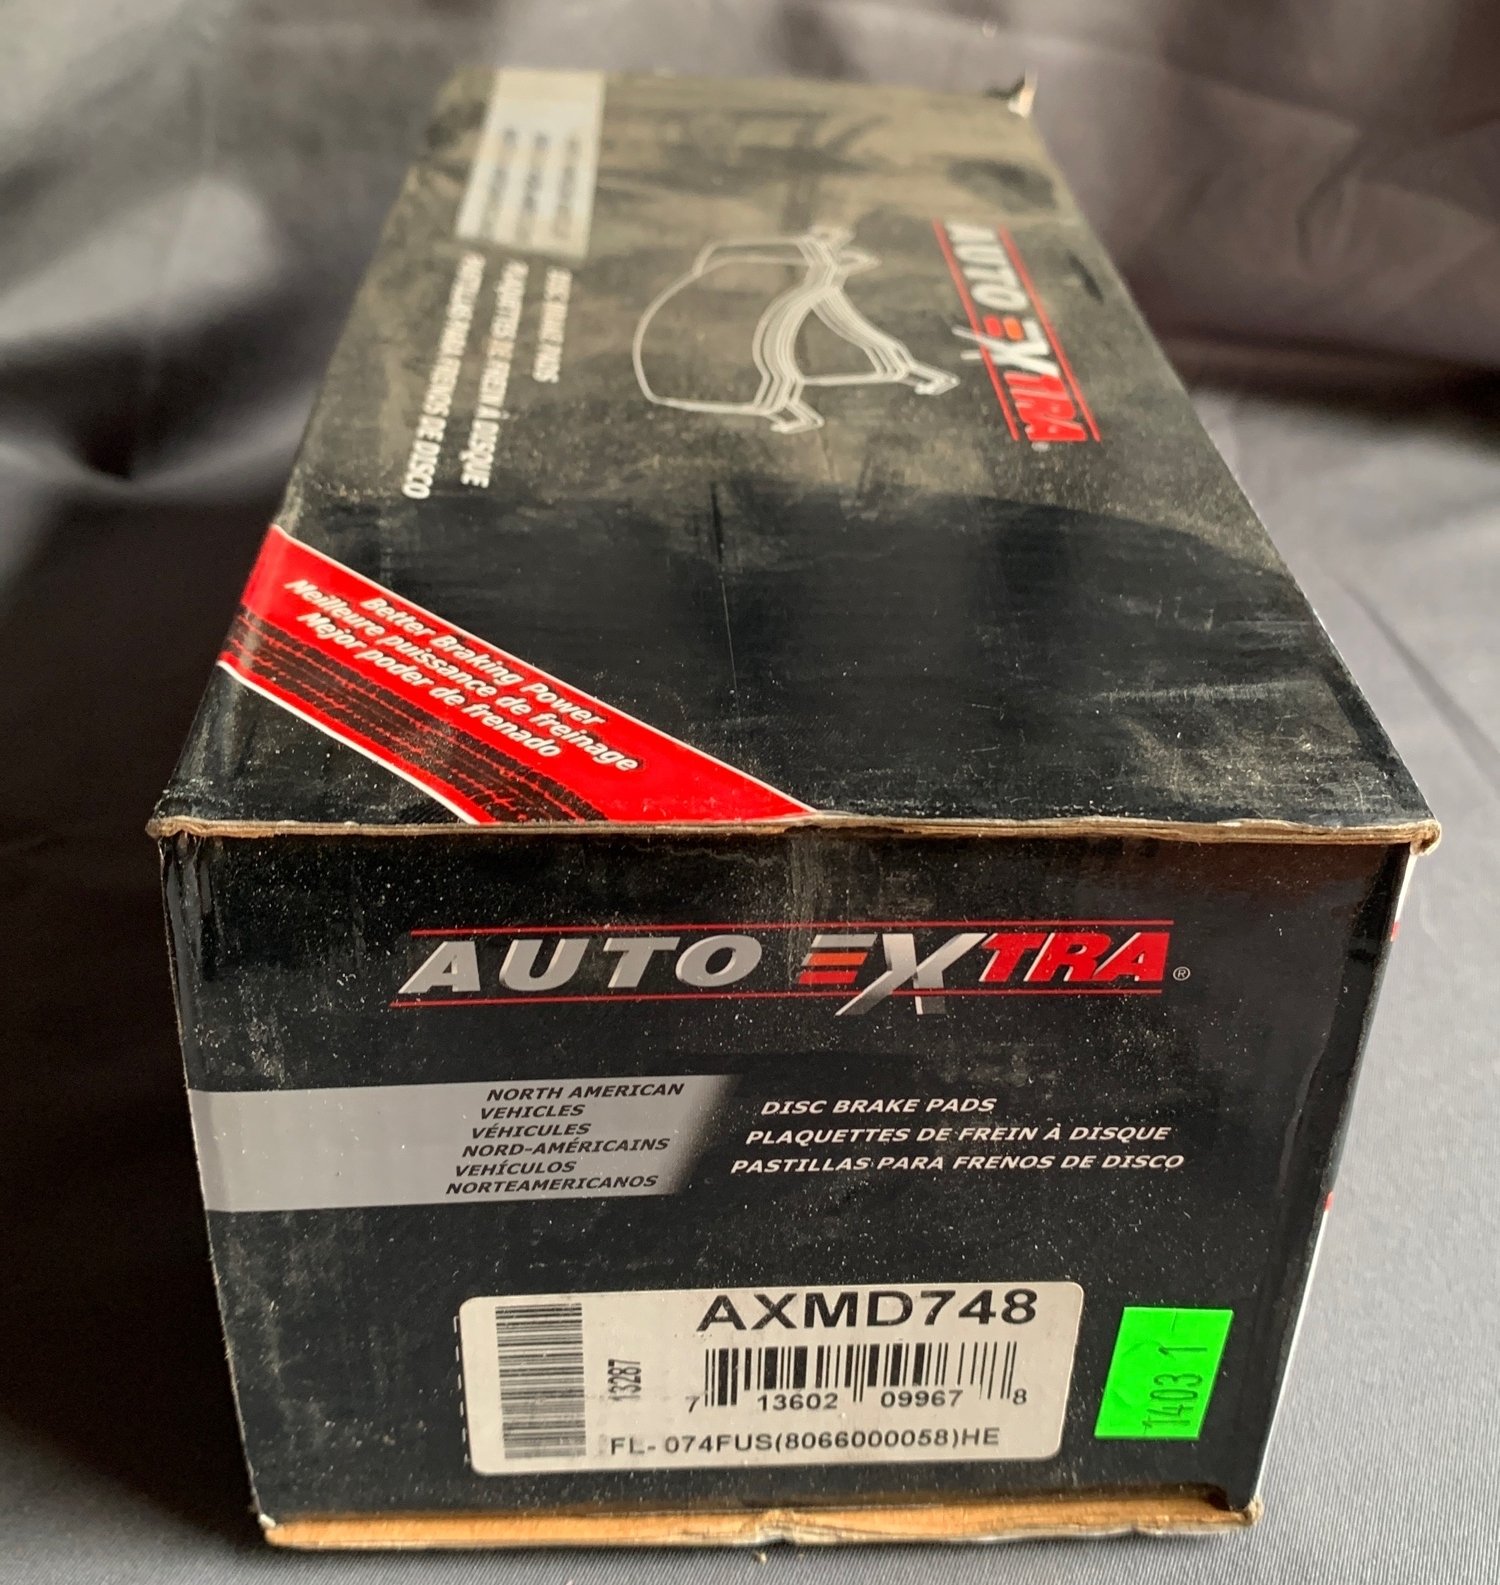 AUTO EXTRA®
DISC BRAKE PADS
PLAQUETTES DE FREIN À DISQUE
PASTILLAS PARA FRENOS DE DISCO
Better Braking Power
Meilleure puissance de freinage
Mejor poder de frenado
AUTO EXTRA®
NORTH AMERICAN
VEHICLES
VÉHICULES
NORD-AMÉRICAINS
VEHÍCULOS
NORTEAMERICANOS
DISC BRAKE PADS
PLAQUETTES DE FREIN À DISQUE
PASTILLAS PARA FRENOS DE DISCO
AXMD748
13287
7 13602 09967 8
FL- 074FUS(8066000058)HE
1403 1